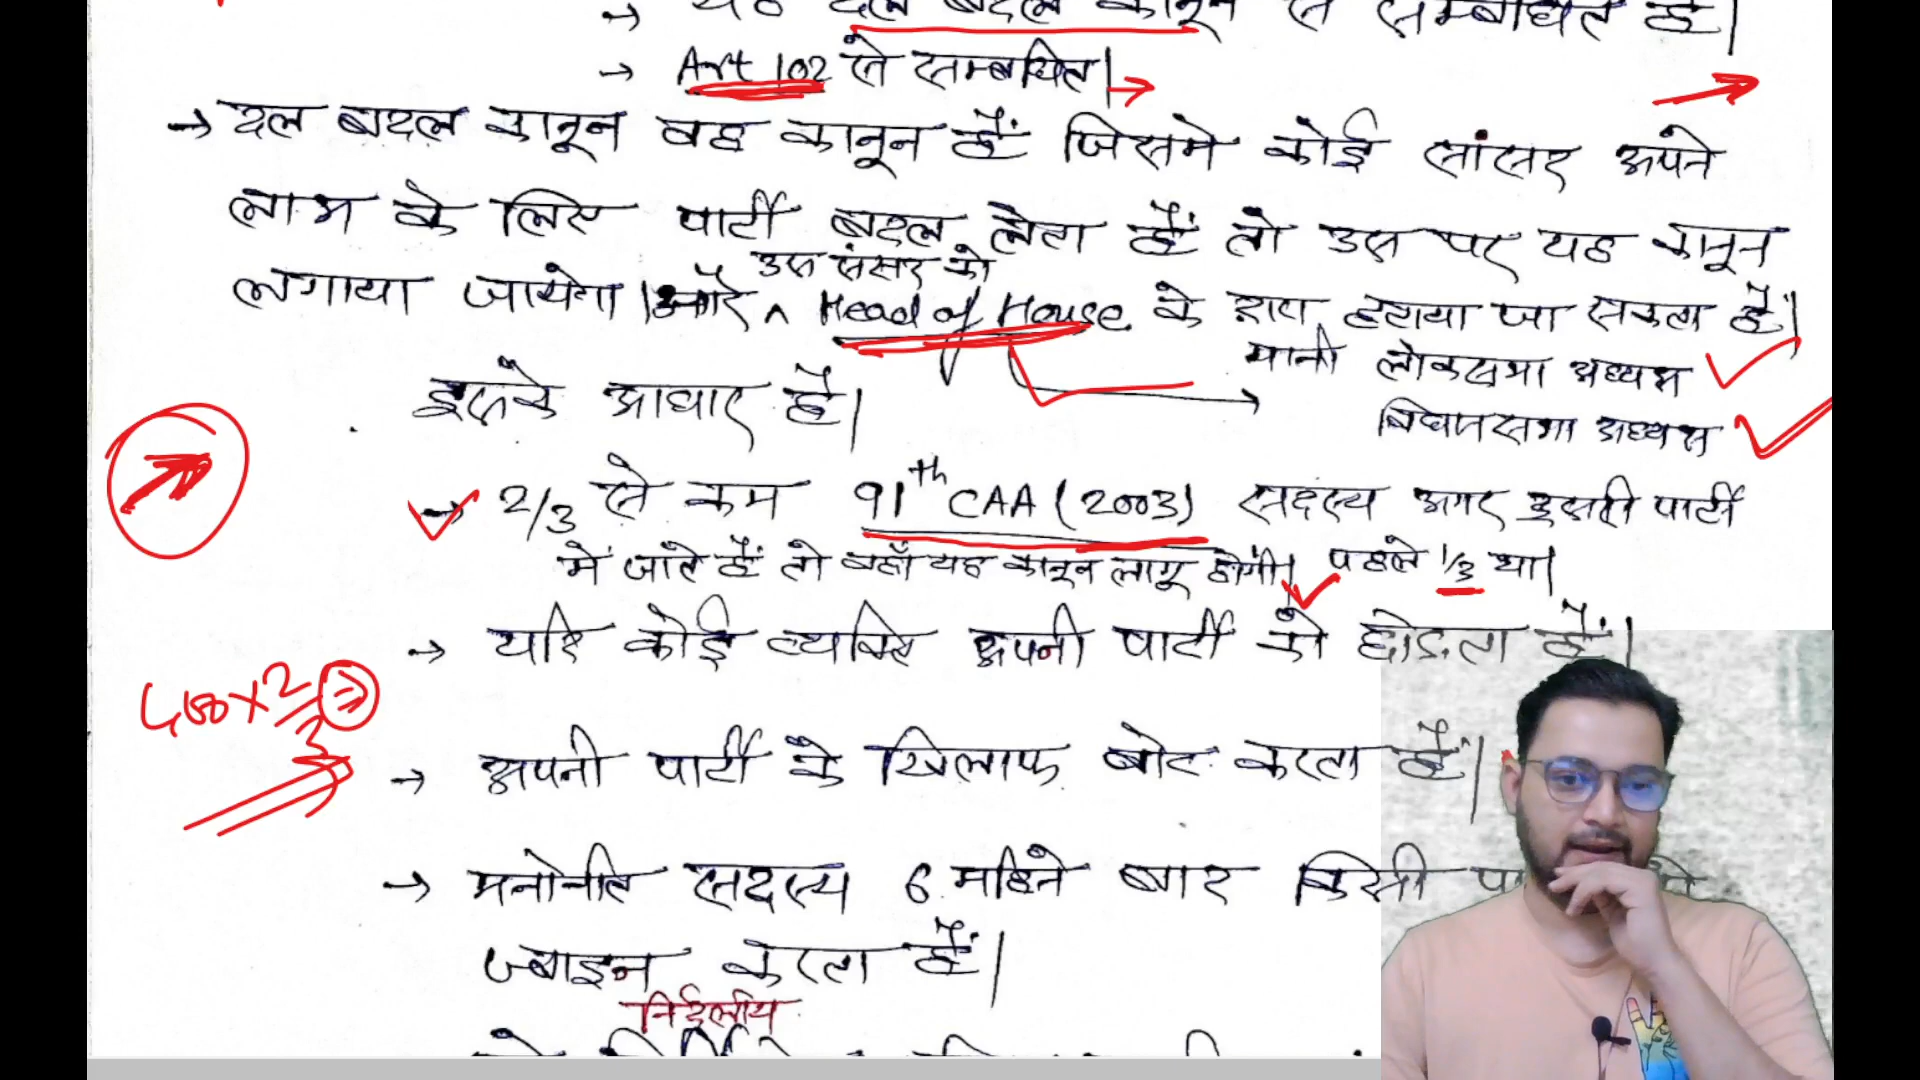 → यह दल बदल कानून से सम्बंधित है।
→ Art 102 से सम्बंधित।→
→ दल बादल कानून वह कानून हैं जिसमे कोई सांसद अपने
लाभ के लिए पार्टी बदल लेता हैं तो उस पर यह कानून
लगाया जायेगा। और ^ उस संसद को Head of House के द्वारा हटाया जा सकता है।
यानी लोकसभा अध्यक्ष
विधानसभा अध्यक्ष
इसके आधार है।
→ 2/3 से कम 91th CAA (2003) सदस्य अगर दुसरी पार्टी
में जाते हैं तो वहाँ यह कानून लागू होगी। पहले 1/3 था।
→ यदि कोई व्यक्ति अपनी पार्टी को छोड़ता हैं।
2/3
→ अपनी पार्टी के खिलाफ वोट करता हैं।
→ मनोनीत सदस्य 6 महिने बाद किसी
ज्वाइन करता हैं।
निर्दलीय